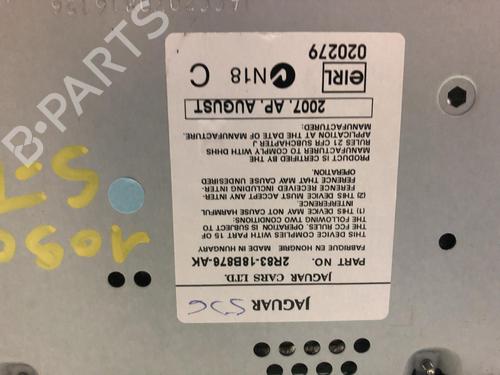 JAGUAR
JAGUAR CARS LTD.
PART NO. 2R83-18B876-AK
FABRIQUE EN HONGRIE MADE IN HUNGARY
THIS DEVICE COMPLIES WITH PART 15 OF
THE FCC RULES OPERATION IS SUBJECT TO
THE FOLLOWING TWO CONDITIONS:
(1) THIS DEVICE MAY NOT CAUSE HARMFUL
INTERFERENCE.
(2) THIS DEVICE MUST ACCEPT ANY INTER-
FERENCE RECEIVED INCLUDING INTER-
FERENCE THAT MAY CAUSE UNDESIRED
OPERATION.
PRODUCT IS CERTIFIED BY THE
MANUFACTURER TO COMPLY WITH DHHS
RULES 21 CFR SUBCHAPTER J
APPLICATION AT THE DATE OF MANUFACTURE.
MANUFACTURED:
2007. AP. AUGUST
eIRL
020279
N18 C
B-PARTS